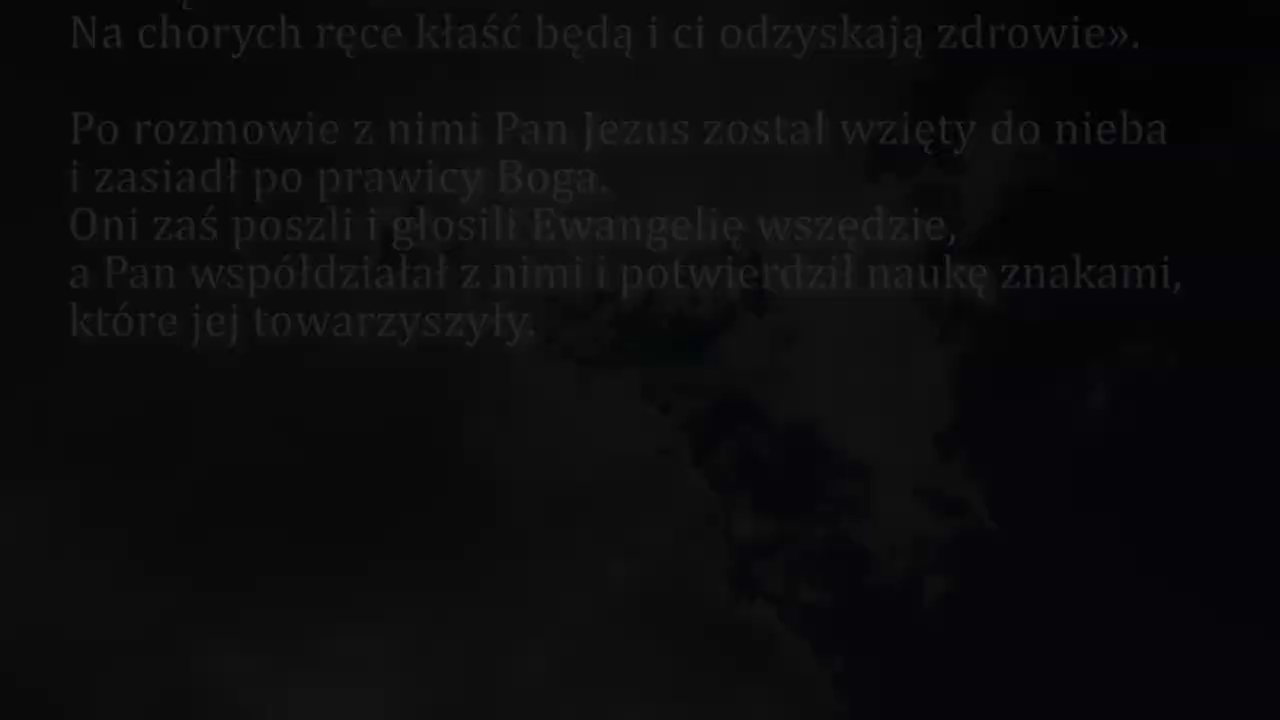 Na chorych ręce kłaść będą i ci odzyskają zdrowie».
Po rozmowie z nimi Pan Jezus został wzięty do nieba
i zasiadł po prawicy Boga.
Oni zaś poszli i głosili Ewangelię wszędzie,
a Pan współdziałał z nimi i potwierdził naukę znakami,
które jej towarzyszyły.